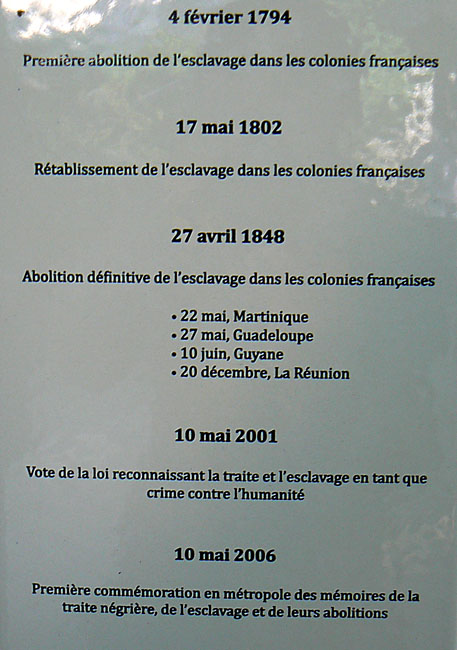 4 février 1794
Première abolition de l'esclavage dans les colonies françaises
17 mai 1802
Rétablissement de l'esclavage dans les colonies françaises
27 avril 1848
Abolition définitive de l'esclavage dans les colonies françaises
• 22 mai, Martinique
• 27 mai, Guadeloupe
• 10 juin, Guyane
• 20 décembre, La Réunion
10 mai 2001
Vote de la loi reconnaissant la traite et l'esclavage en tant que
crime contre l'humanité
10 mai 2006
Première commémoration en métropole des mémoires de la
traite négrière, de l'esclavage et de leurs abolitions